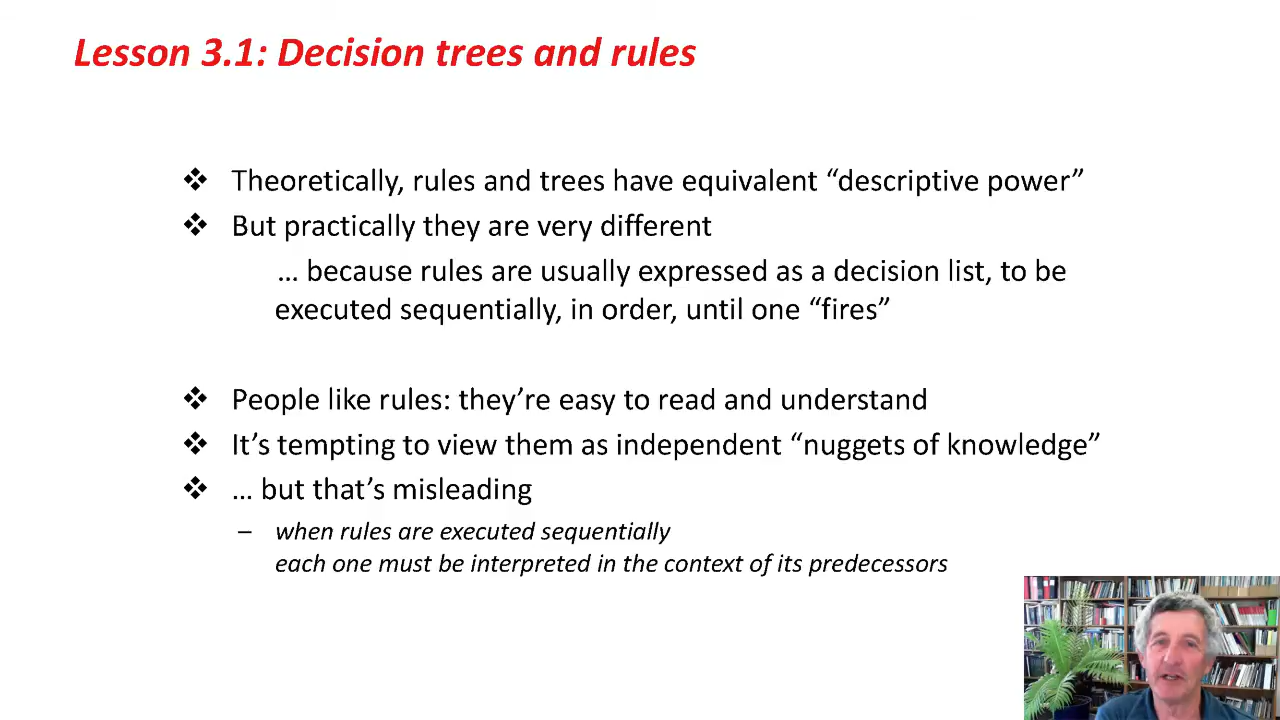 Lesson 3.1: Decision trees and rules
❖ Theoretically, rules and trees have equivalent “descriptive power”
❖ But practically they are very different
… because rules are usually expressed as a decision list, to be
executed sequentially, in order, until one “fires”
❖ People like rules: they’re easy to read and understand
❖ It’s tempting to view them as independent “nuggets of knowledge”
❖ … but that’s misleading
– when rules are executed sequentially
each one must be interpreted in the context of its predecessors